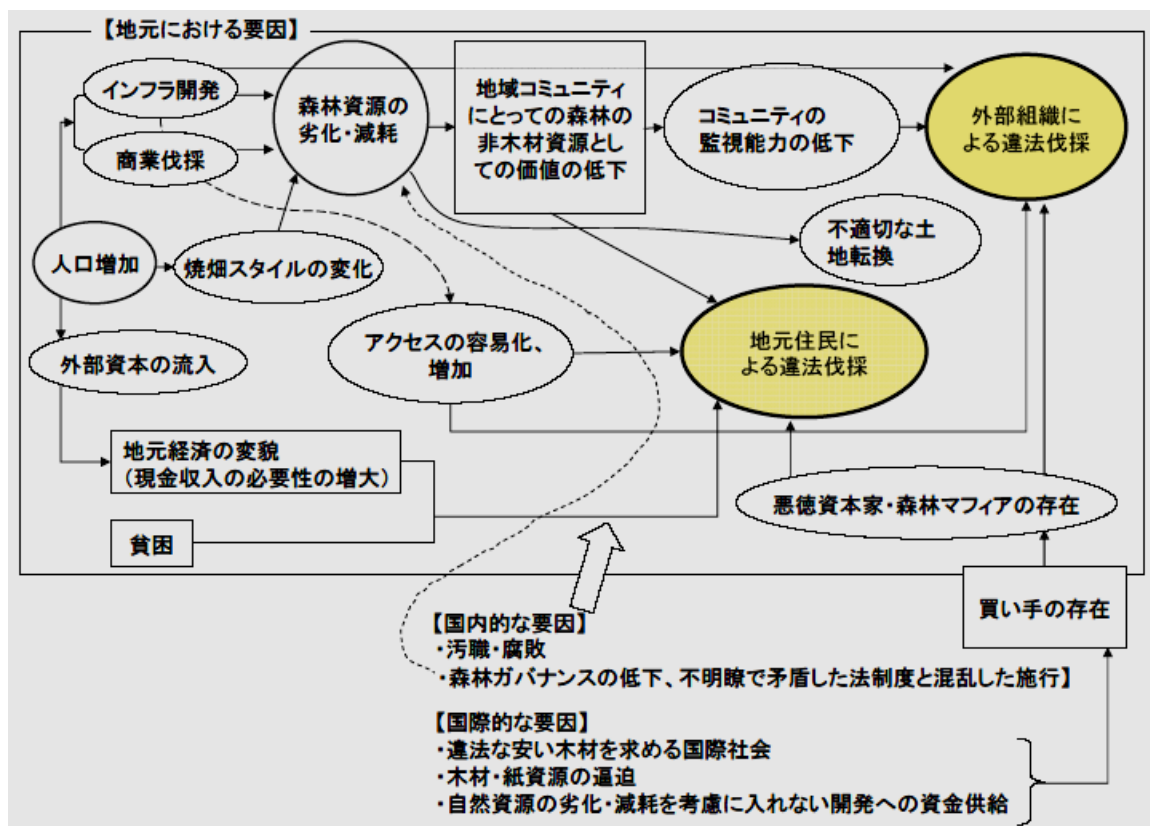 【地元における要因】
インフラ開発
商業伐採
森林資源の
劣化・減耗
地域コミュニティ
にとっての森林の
非木材資源とし
ての価値の低下
コミュニティの
監視能力の低下
外部組織に
よる違法伐採
不適切な土
地転換
人口増加
焼畑スタイルの変化
アクセスの容易化、
増加
地元住民に
よる違法伐採
外部資本の流入
地元経済の変貌
（現金収入の必要性の増大）
悪徳資本家・森林マフィアの存在
貧困
買い手の存在
【国内的な要因】
・汚職・腐敗
・森林ガバナンスの低下、不明瞭で矛盾した法制度と混乱した施行】
【国際的な要因】
・違法な安い木材を求める国際社会
・木材・紙資源の逼迫
・自然資源の劣化・減耗を考慮に入れない開発への資金供給